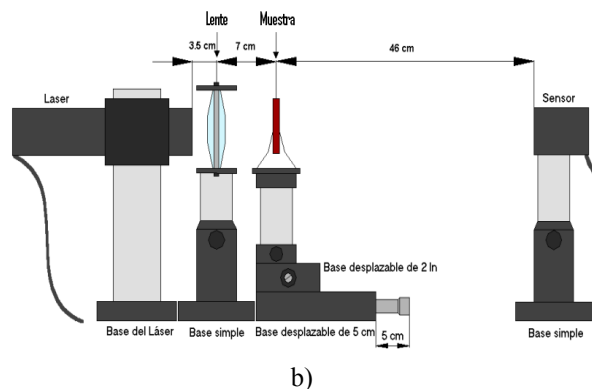 Lente
Muestra
3.5 cm
7 cm
46 cm
Laser
Sensor
Base desplazable de 2 In
Base del Láser
Base simple
Base desplazable de 5 cm
5 cm
Base simple
b)